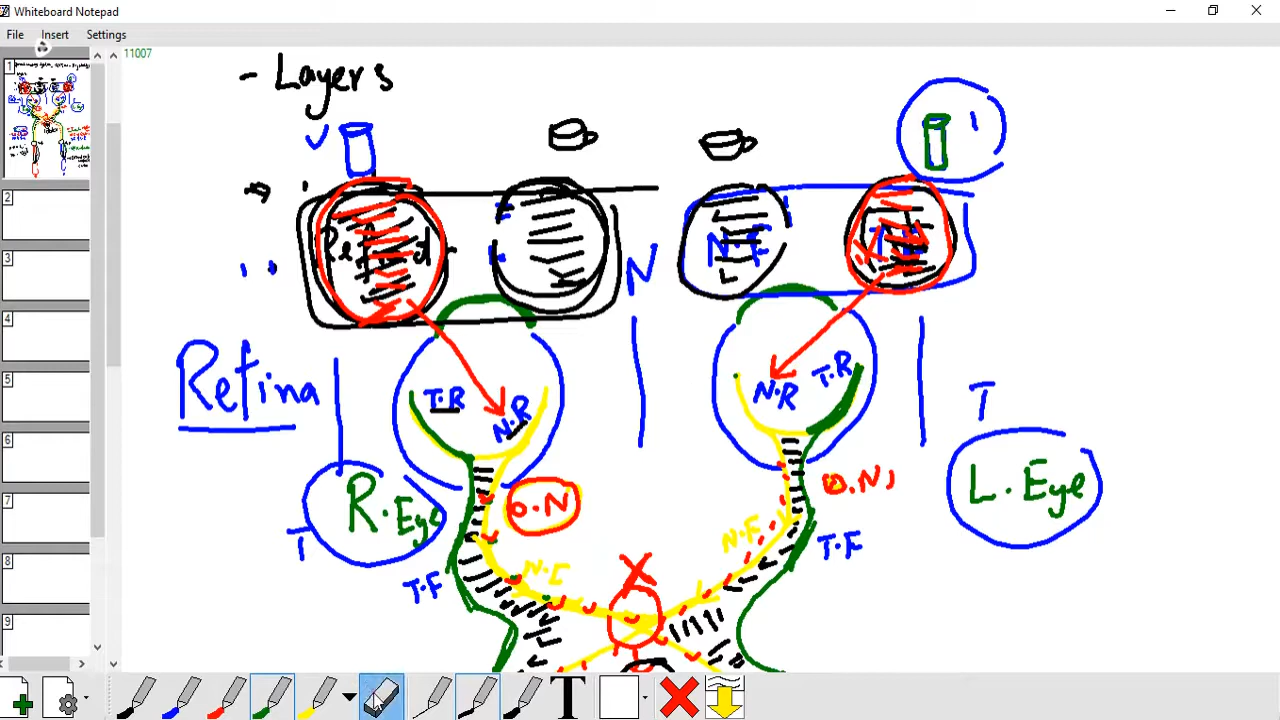 Whiteboard Notepad
File Insert Settings
11007
- Layers
N.F
N
Retina
T.R
N.R
N.R
T.R
T
R.Eye
O.N
O.N
L.Eye
T
N.F
T.F
T.F
X
1
2
3
4
5
6
7
8
9
T